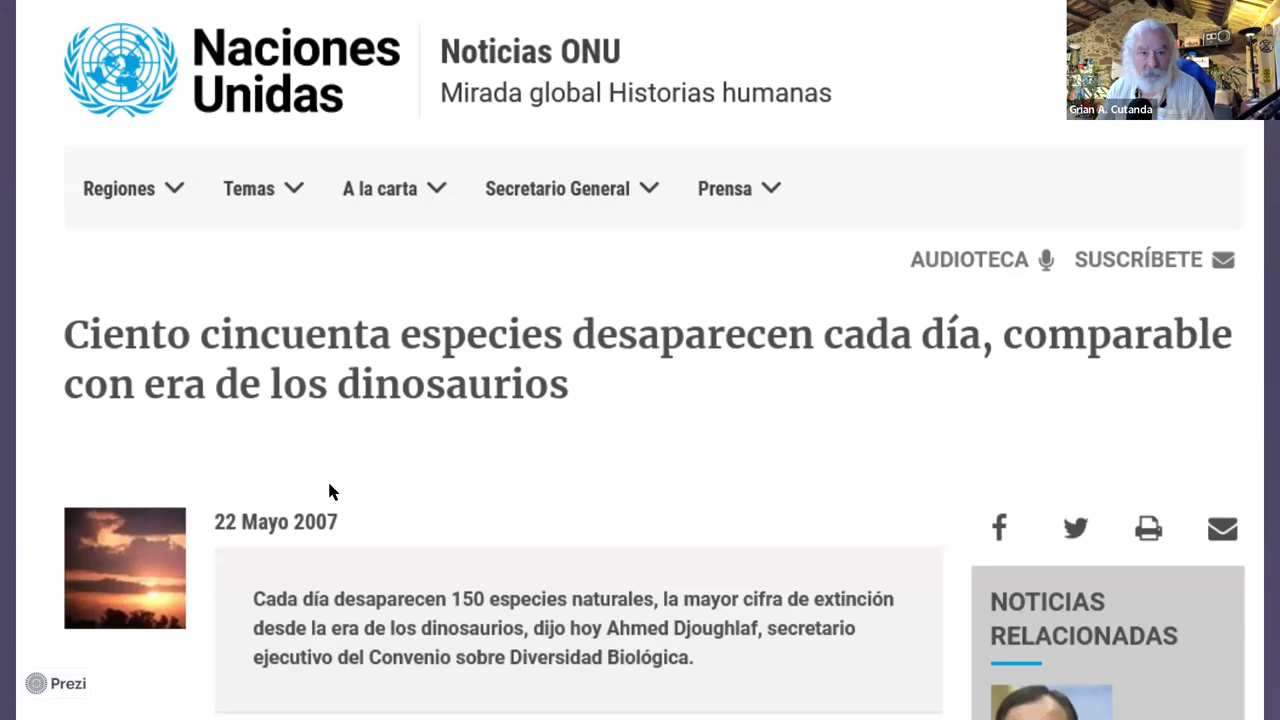 Naciones
Unidas
Noticias ONU
Mirada global Historias humanas
Grian A. Cutanda
Regiones
Temas
A la carta
Secretario General
Prensa
AUDIOTECA
SUSCRÍBETE
Ciento cincuenta especies desaparecen cada día, comparable
con era de los dinosaurios
22 Mayo 2007
Cada día desaparecen 150 especies naturales, la mayor cifra de extinción
desde la era de los dinosaurios, dijo hoy Ahmed Djoughlaf, secretario
ejecutivo del Convenio sobre Diversidad Biológica.
NOTICIAS
RELACIONADAS
Prezi